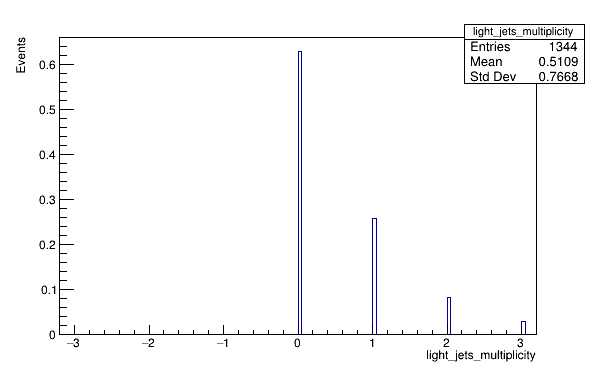 light_jets_multiplicity
Entries 1344
Mean 0.5109
Std Dev 0.7668
Events
0.6
0.5
0.4
0.3
0.2
0.1
0
−3 −2 −1 0 1 2 3
light_jets_multiplicity